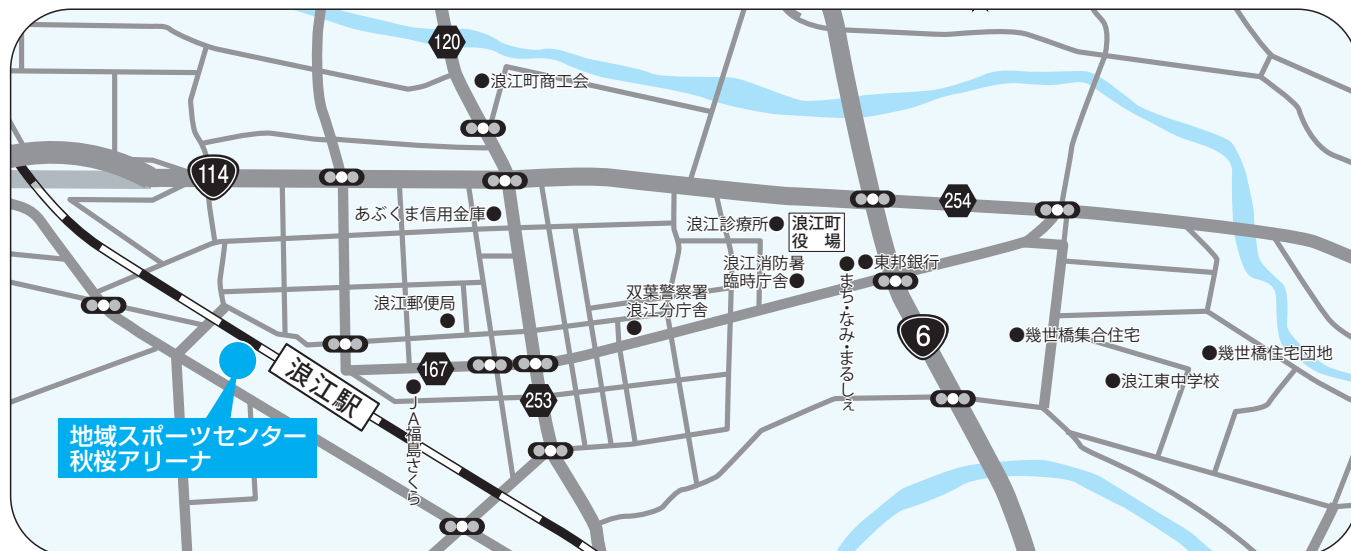 120
浪江町商工会
114
254
あぶくま信用金庫
浪江診療所
浪江町
役場
浪江消防暑
臨時庁舎
東邦銀行
まち・なみ・まるしぇ
浪江郵便局
双葉警察署
浪江分庁舎
6
幾世橋集合住宅
幾世橋住宅団地
浪江東中学校
167
浪江駅
253
JA福島さくら
地域スポーツセンター
秋桜アリーナ